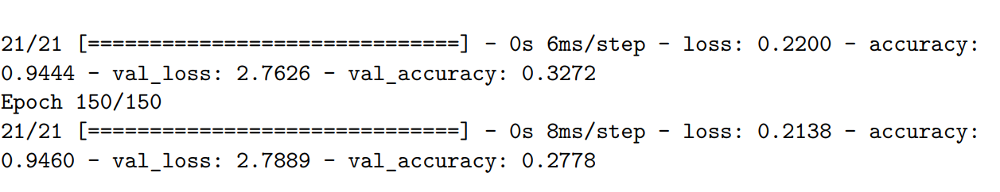 21/21 [==============================] - 0s 6ms/step - loss: 0.2200 - accuracy:
0.9444 - val_loss: 2.7626 - val_accuracy: 0.3272
Epoch 150/150
21/21 [==============================] - 0s 8ms/step - loss: 0.2138 - accuracy:
0.9460 - val_loss: 2.7889 - val_accuracy: 0.2778